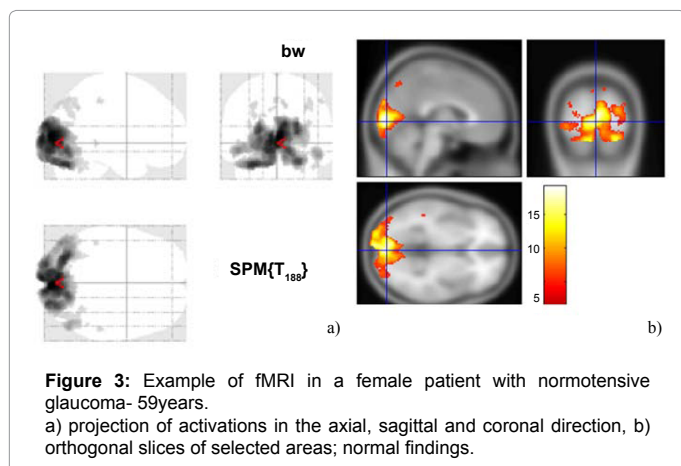 bw
SPM{T188}
a)
15
10
5
b)
Figure 3: Example of fMRI in a female patient with normotensive
glaucoma- 59years.
a) projection of activations in the axial, sagittal and coronal direction, b)
orthogonal slices of selected areas; normal findings.